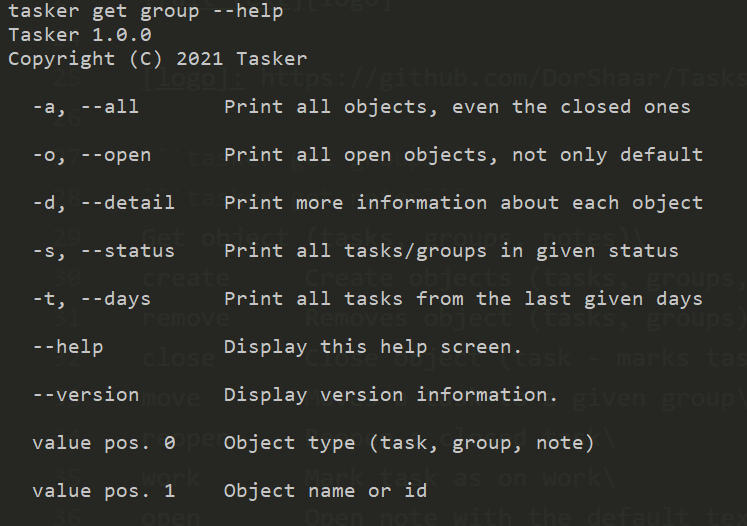 tasker get group --help
Tasker 1.0.0
Copyright (C) 2021 Tasker
-a, --all Print all objects, even the closed ones
-o, --open Print all open objects, not only default
-d, --detail Print more information about each object
-s, --status Print all tasks/groups in given status
-t, --days Print all tasks from the last given days
--help Display this help screen.
--version Display version information.
value pos. 0 Object type (task, group, note)
value pos. 1 Object name or id